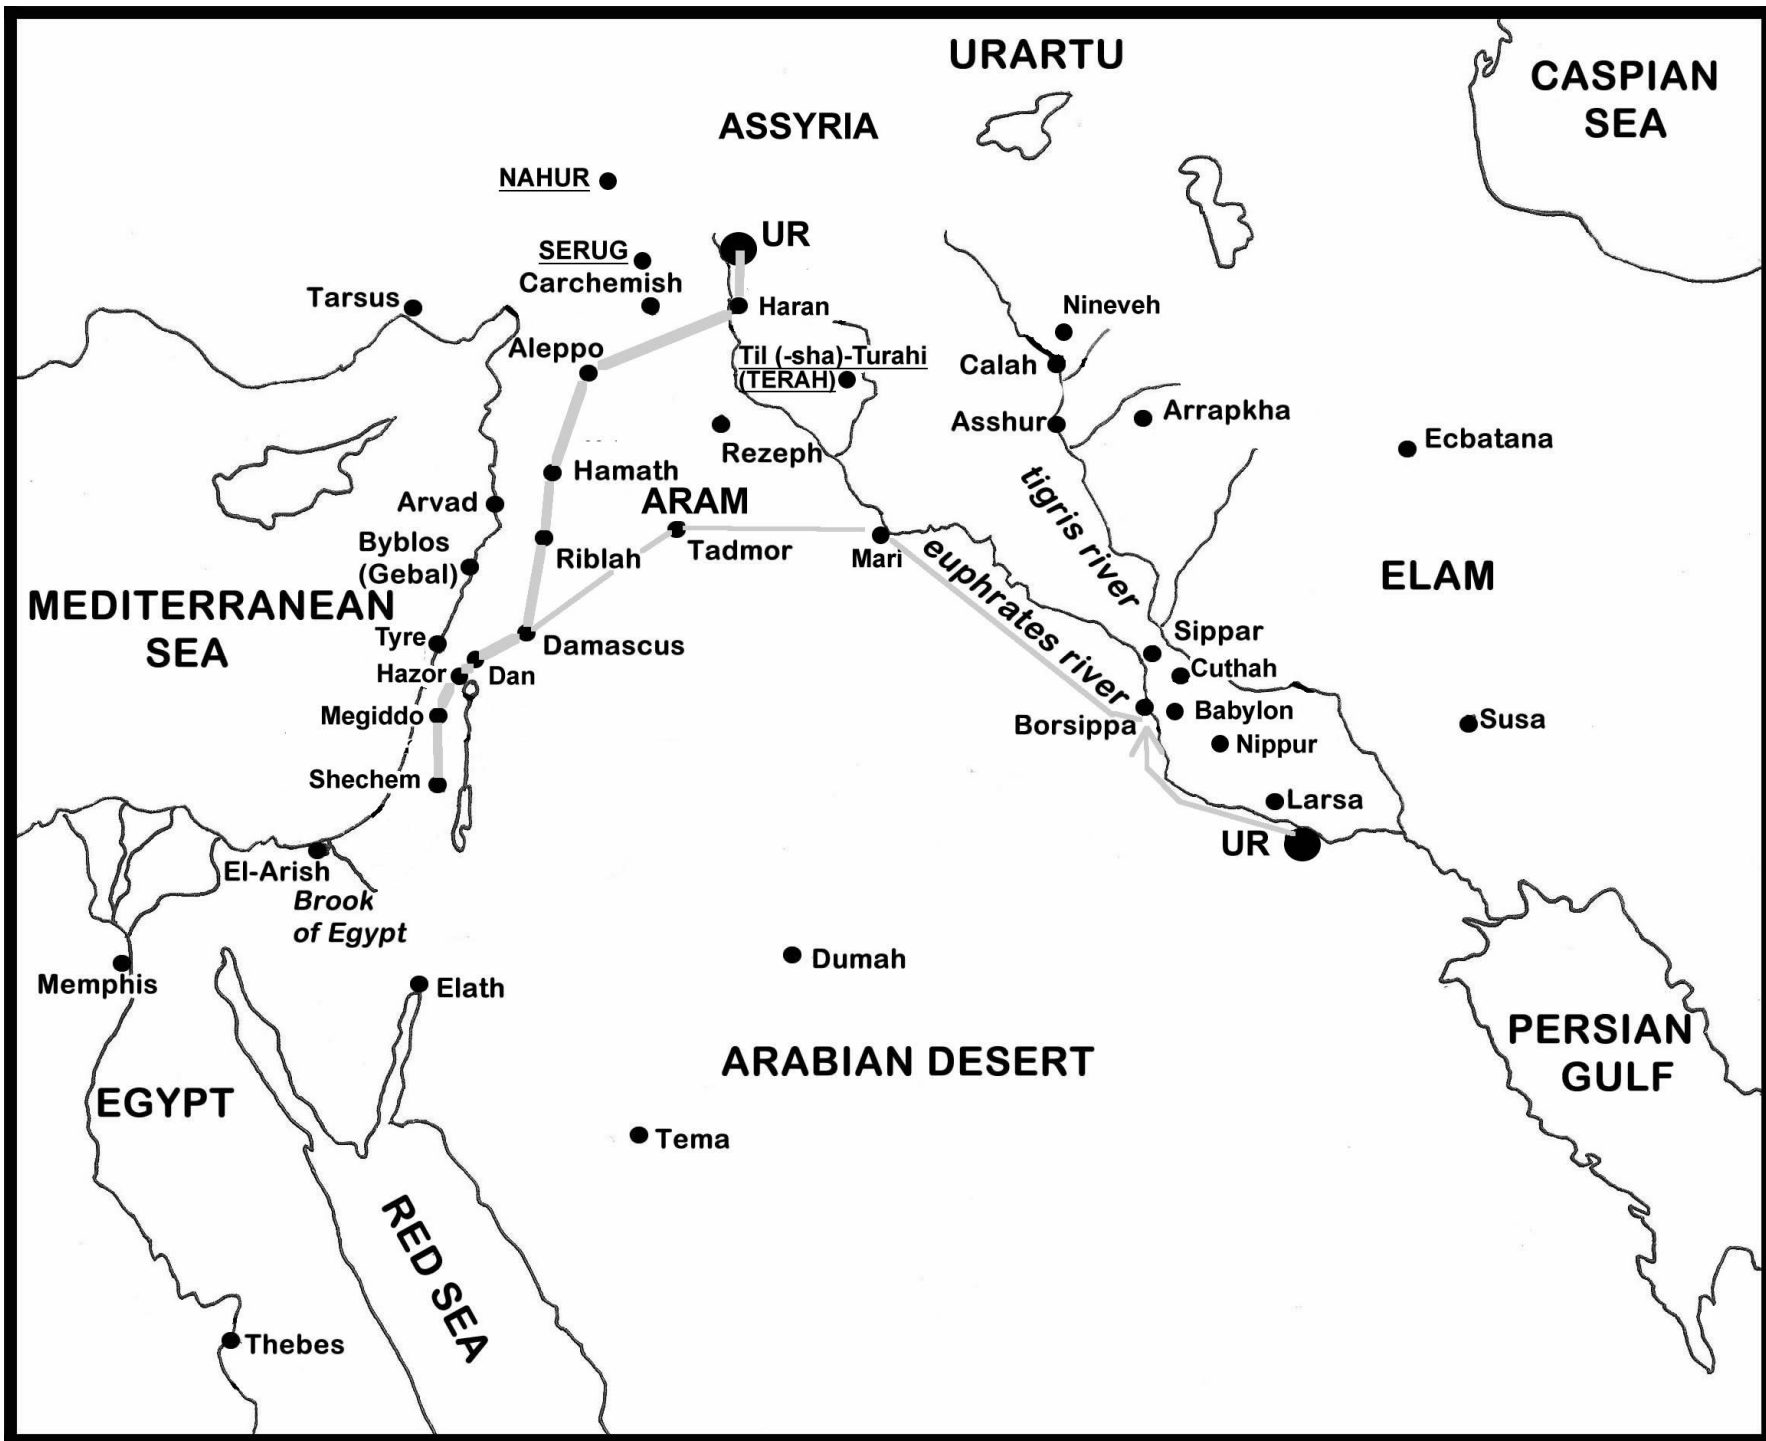 URARTU
CASPIAN
SEA
ASSYRIA
NAHUR
UR
SERUG
Carchemish
Tarsus
Haran
Nineveh
Aleppo
Til (-sha)-Turahi
(TERAH)
Calah
Arrapkha
Asshur
Ecbatana
Rezeph
Hamath
ARAM
Arvad
tigris river
Byblos
(Gebal)
Riblah
Tadmor
Mari
euphrates river
ELAM
MEDITERRANEAN
SEA
Tyre
Damascus
Sippar
Hazor
Dan
Cuthah
Megiddo
Borsippa
Babylon
Susa
Nippur
Shechem
Larsa
UR
El-Arish
Brook
of Egypt
Memphis
Elath
Dumah
PERSIAN
GULF
ARABIAN DESERT
EGYPT
Tema
RED SEA
Thebes